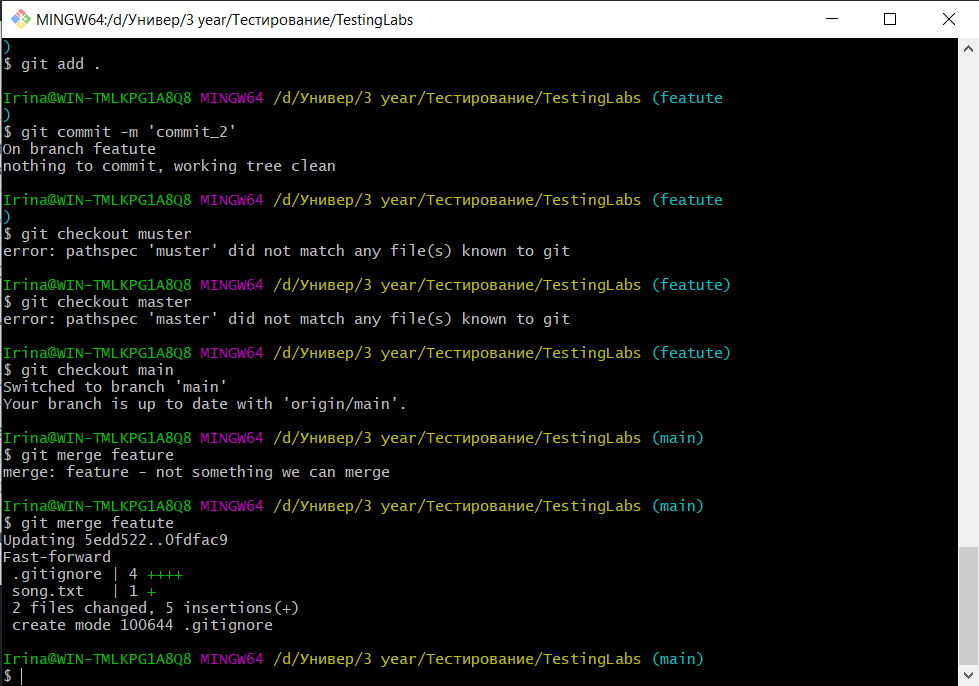 MINGW64:/d/Универ/3 year/Тестирование/TestingLabs
)
$ git add .
Irina@WIN-TMLKPG1A8Q8 MINGW64 /d/Универ/3 year/Тестирование/TestingLabs (featute
)
$ git commit -m 'commit_2'
On branch featute
nothing to commit, working tree clean
Irina@WIN-TMLKPG1A8Q8 MINGW64 /d/Универ/3 year/Тестирование/TestingLabs (featute
)
$ git checkout muster
error: pathspec 'muster' did not match any file(s) known to git
Irina@WIN-TMLKPG1A8Q8 MINGW64 /d/Универ/3 year/Тестирование/TestingLabs (featute)
$ git checkout master
error: pathspec 'master' did not match any file(s) known to git
Irina@WIN-TMLKPG1A8Q8 MINGW64 /d/Универ/3 year/Тестирование/TestingLabs (featute)
$ git checkout main
Switched to branch 'main'
Your branch is up to date with 'origin/main'.
Irina@WIN-TMLKPG1A8Q8 MINGW64 /d/Универ/3 year/Тестирование/TestingLabs (main)
$ git merge feature
merge: feature - not something we can merge
Irina@WIN-TMLKPG1A8Q8 MINGW64 /d/Универ/3 year/Тестирование/TestingLabs (main)
$ git merge featute
Updating 5edd522..0fdfac9
Fast-forward
 .gitignore | 4 ++++
 song.txt   | 1 +
 2 files changed, 5 insertions(+)
 create mode 100644 .gitignore
Irina@WIN-TMLKPG1A8Q8 MINGW64 /d/Универ/3 year/Тестирование/TestingLabs (main)
$